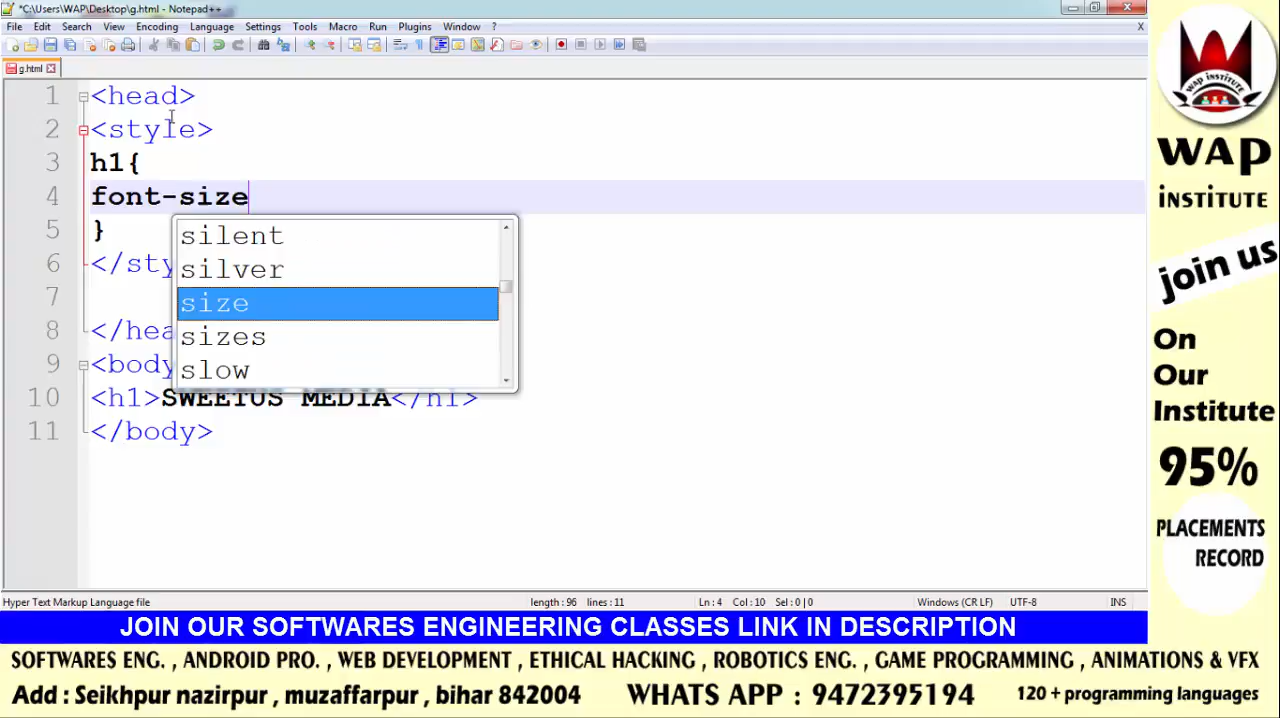 *C:\Users\WAP\Desktop\g.html - Notepad++
File Edit Search View Encoding Language Settings Tools Macro Run Plugins Window ? X
g.html
1 <head>
2 <style>
3 h1{
4 font-size
5 }
6 </sty
7
8 </hea
9 <body
10 <h1>SWEETUS MEDIA</h1>
11 </body>
silent
silver
size
sizes
slow
Hyper Text Markup Language file length : 96 lines : 11 Ln : 4 Col : 10 Sel : 0 | 0 Windows (CR LF) UTF-8 INS
wap institute
WAP
INSTITUTE
join us
On
Our
Institute
95%
PLACEMENTS
RECORD
JOIN OUR SOFTWARES ENGINEERING CLASSES LINK IN DESCRIPTION
SOFTWARES ENG. , ANDROID PRO. , WEB DEVELOPMENT , ETHICAL HACKING , ROBOTICS ENG. , GAME PROGRAMMING , ANIMATIONS & VFX
Add : Seikhpur nazirpur , muzaffarpur , bihar 842004 WHATS APP : 9472395194 120 + programming languages